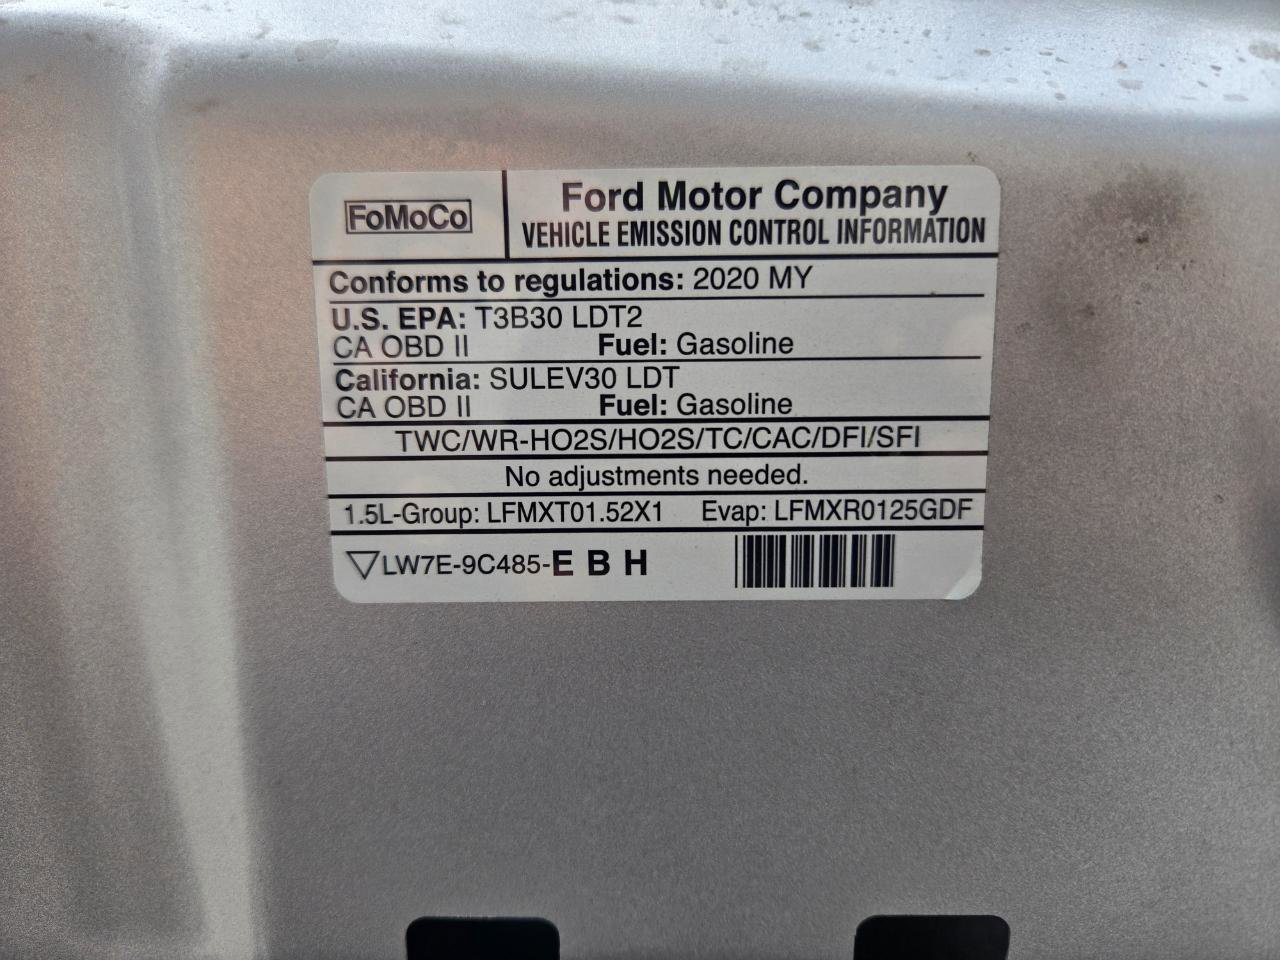 FoMoCo
Ford Motor Company
VEHICLE EMISSION CONTROL INFORMATION
Conforms to regulations: 2020 MY
U.S. EPA: T3B30 LDT2
CA OBD II Fuel: Gasoline
California: SULEV30 LDT
CA OBD II Fuel: Gasoline
TWC/WR-HO2S/HO2S/TC/CAC/DFI/SFI
No adjustments needed.
1.5L-Group: LFMXT01.52X1 Evap: LFMXR0125GDF
▽LW7E-9C485-E B H